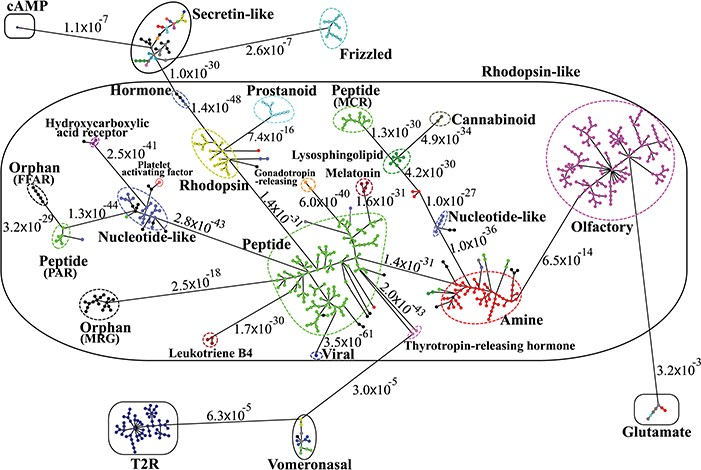 cAMP
Secretin-like
1.1x10-7
2.6x10-7
Frizzled
1.0x10-30
Rhodopsin-like
Hormone
1.4x10-48
Prostanoid
Peptide
(MCR)
Cannabinoid
Hydroxycarboxylic
acid receptor
7.4x10-16
1.3x10-30
4.9x10-34
2.5x10-41
Platelet
activating factor
Rhodopsin
Gonadotropa
-releasing
Lysosphingolipid
Melatonin
4.2x10-30
Orphan
(FFAR)
6.0x10-40
1.6x10-31
1.0x10-27
3.2x10-29
1.3x10-44
Nucleotide-like
2.8x10-43
1.4x10-31
Nucleotide-like
Olfactory
Peptide
(PAR)
Peptide
1.0x10-36
2.5x10-18
1.4x10-31
6.5x10-14
2.0x10-43
Orphan
(MRG)
1.7x10-30
Amine
Leukotriene B4
3.5x10-61
Viral
Thyrotropin-releasing hormone
3.2x10-3
3.0x10-5
6.3x10-5
T2R
Vomeronasal
Glutamate